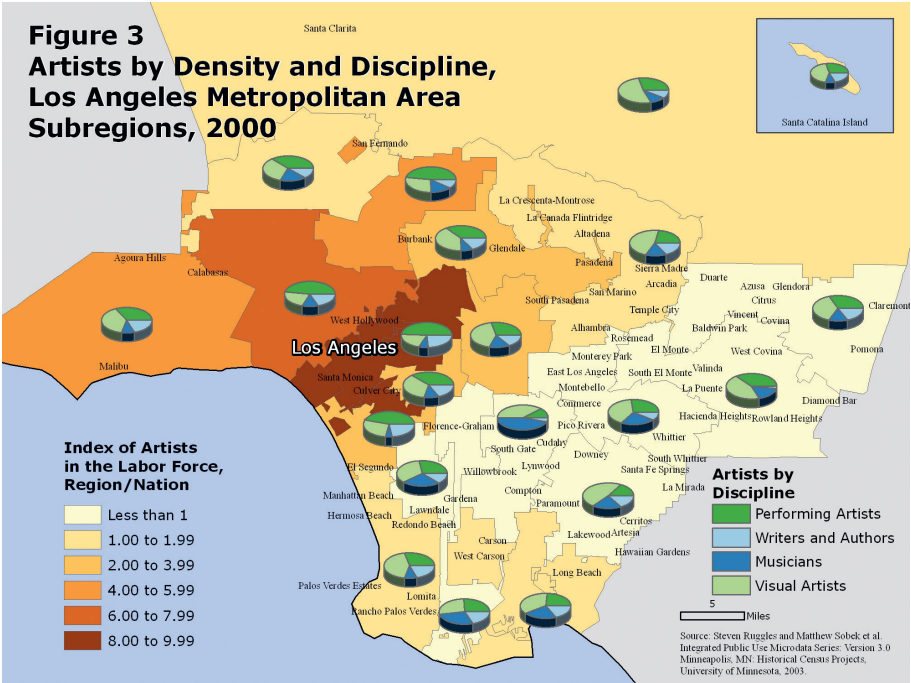 Figure 3
Artists by Density and Discipline,
Los Angeles Metropolitan Area
Subregions, 2000
Santa Clarita
Santa Catalina Island
San Fernando
La Crescenta-Montrose
La Canada Flintridge
Altadena
Burbank
Glendale
Pasadena
Sierra Madre
Agoura Hills
Calabasas
Arcadia
Duarte
Azusa
Glendora
Citrus
Claremont
San Marino
South Pasadena
Temple City
Vincent
Covina
West Hollywood
Alhambra
Baldwin Park
Rosemead
Los Angeles
El Monte
West Covina
Pomona
Monterey Park
Malibu
East Los Angeles
South El Monte
Valinda
Santa Monica
Culver City
Montebello
La Puente
Commerce
Diamond Bar
Hacienda Heights
Rowland Heights
Florence-Graham
Pico Rivera
Whittier
Cudahy
South Gate
Downey
South Whittier
El Segundo
Willowbrook
Lynwood
Santa Fe Springs
Manhattan Beach
Gardena
Compton
La Mirada
Hermosa Beach
Lawndale
Paramount
Redondo Beach
Cerritos
Carson
Lakewood
Artesia
West Carson
Hawaiian Gardens
Long Beach
Palos Verdes Estates
Lomita
Rancho Palos Verdes
Index of Artists
in the Labor Force,
Region/Nation
Less than 1
1.00 to 1.99
2.00 to 3.99
4.00 to 5.99
6.00 to 7.99
8.00 to 9.99
Artists by
Discipline
Performing Artists
Writers and Authors
Musicians
Visual Artists
5
Miles
Source: Steven Ruggles and Matthew Sobek et al.
Integrated Public Use Microdata Series: Version 3.0
Minneapolis, MN: Historical Census Projects,
University of Minnesota, 2003.